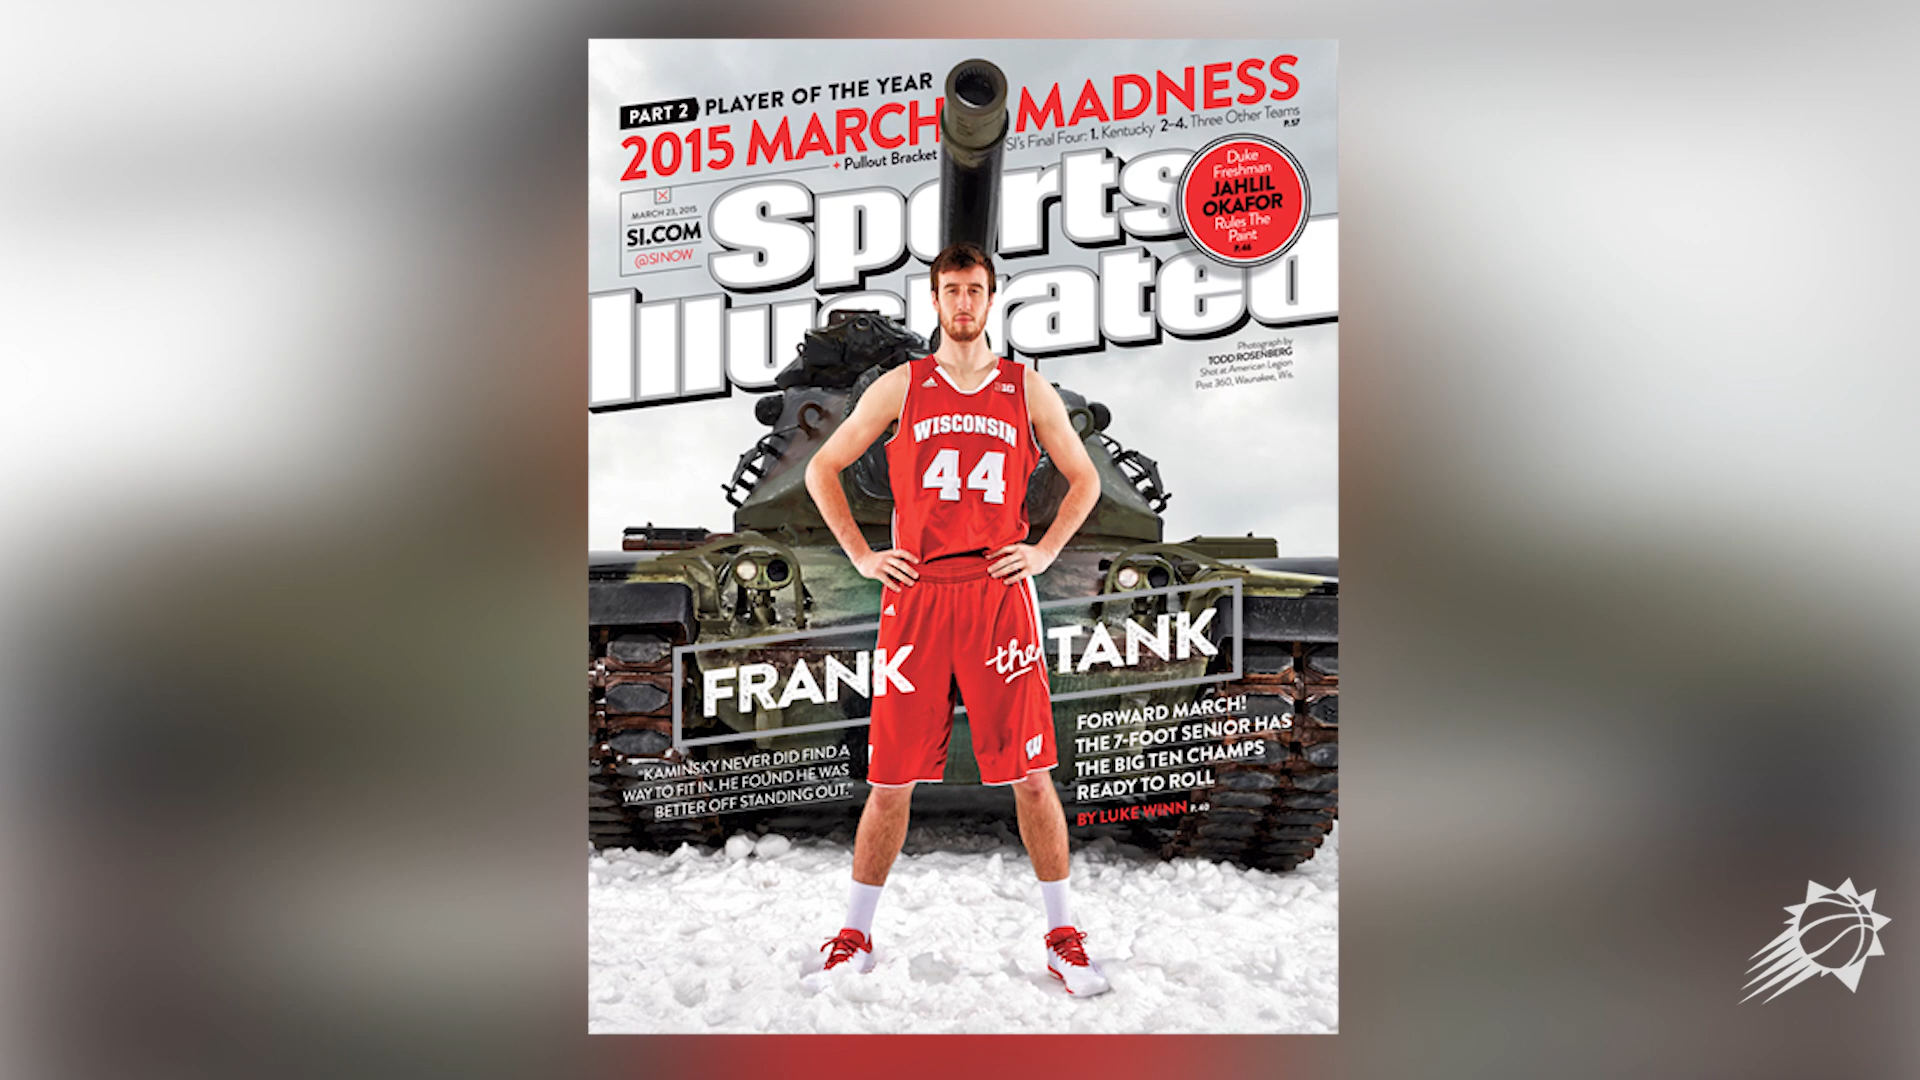 PART 2 PLAYER OF THE YEAR
2015 MARCH MADNESS
+ Pullout Bracket
SI's Final Four: 1. Kentucky 2–4. Three Other Teams
P.57
MARCH 23, 2015
SI.COM
@SINOW
Sports
Illustrated
Duke
Freshman
JAHLIL
OKAFOR
Rules The
Paint
P.46
Photograph by
TODD ROSENBERG
Shot at American Legion
Post 360, Waunakee, Wis.
B1G
WISCONSIN
44
FRANK the TANK
"KAMINSKY NEVER DID FIND A
WAY TO FIT IN. HE FOUND HE WAS
BETTER OFF STANDING OUT."
FORWARD MARCH!
THE 7-FOOT SENIOR HAS
THE BIG TEN CHAMPS
READY TO ROLL
BY LUKE WINN P.40
W